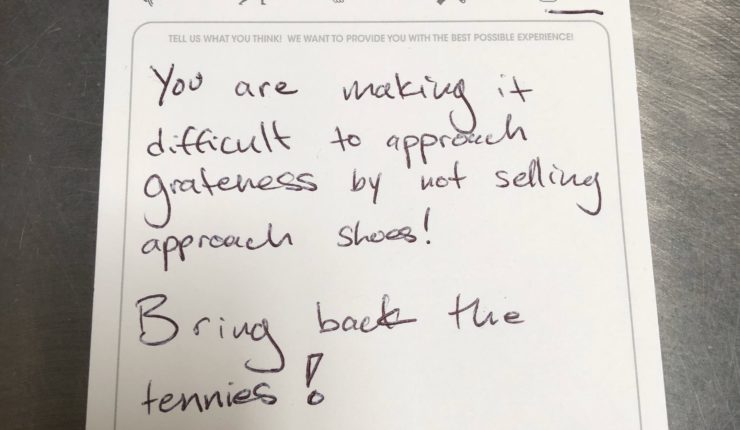 TELL US WHAT YOU THINK! WE WANT TO PROVIDE YOU WITH THE BEST POSSIBLE EXPERIENCE!
You are making it
difficult to approach
grateness by not selling
approach shoes!
Bring back the
tennies!